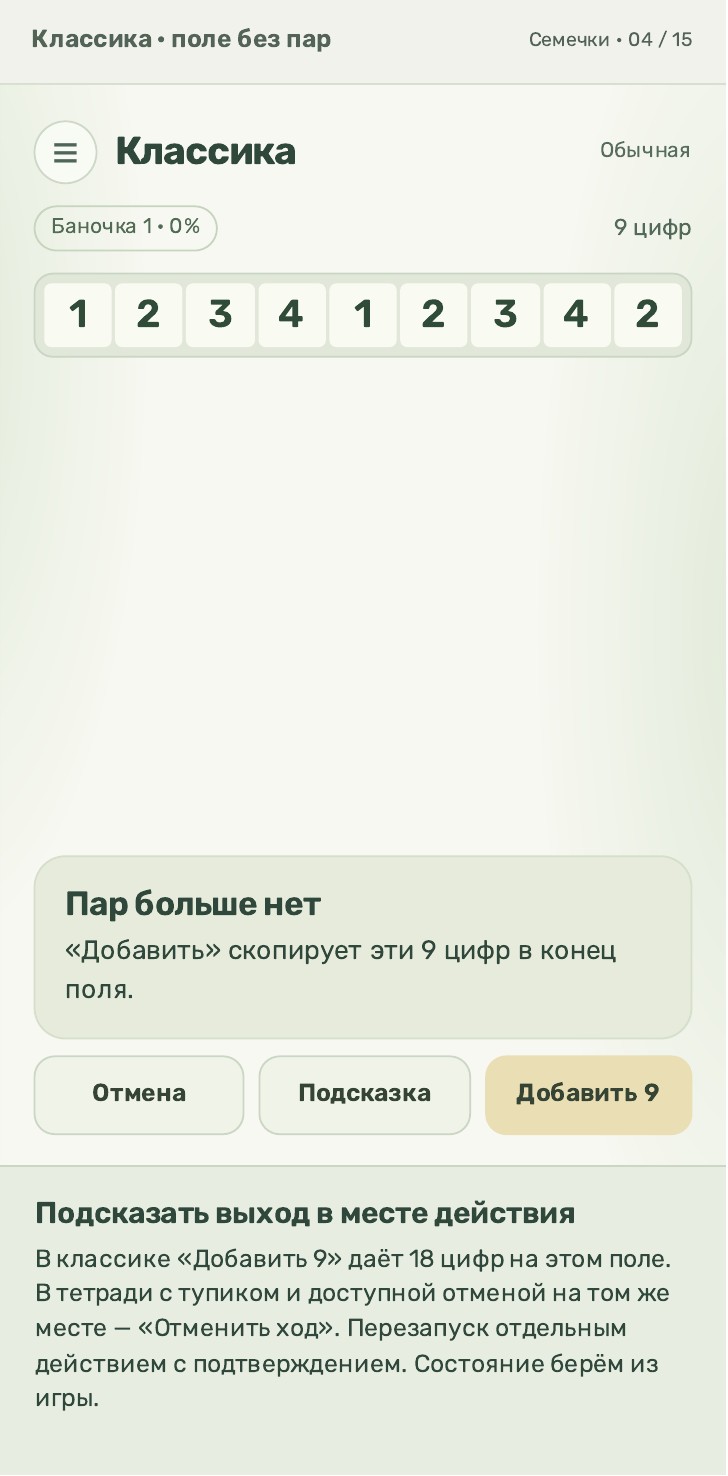 Классика • поле без пар
Семечки • 04 / 15
Классика
Обычная
Баночка 1 • 0%
9 цифр
1 2 3 4 1 2 3 4 2
Пар больше нет
«Добавить» скопирует эти 9 цифр в конец
поля.
Отмена
Подсказка
Добавить 9
Подсказать выход в месте действия
В классике «Добавить 9» даёт 18 цифр на этом поле.
В тетради с тупиком и доступной отменой на том же
месте — «Отменить ход». Перезапуск отдельным
действием с подтверждением. Состояние берём из
игры.